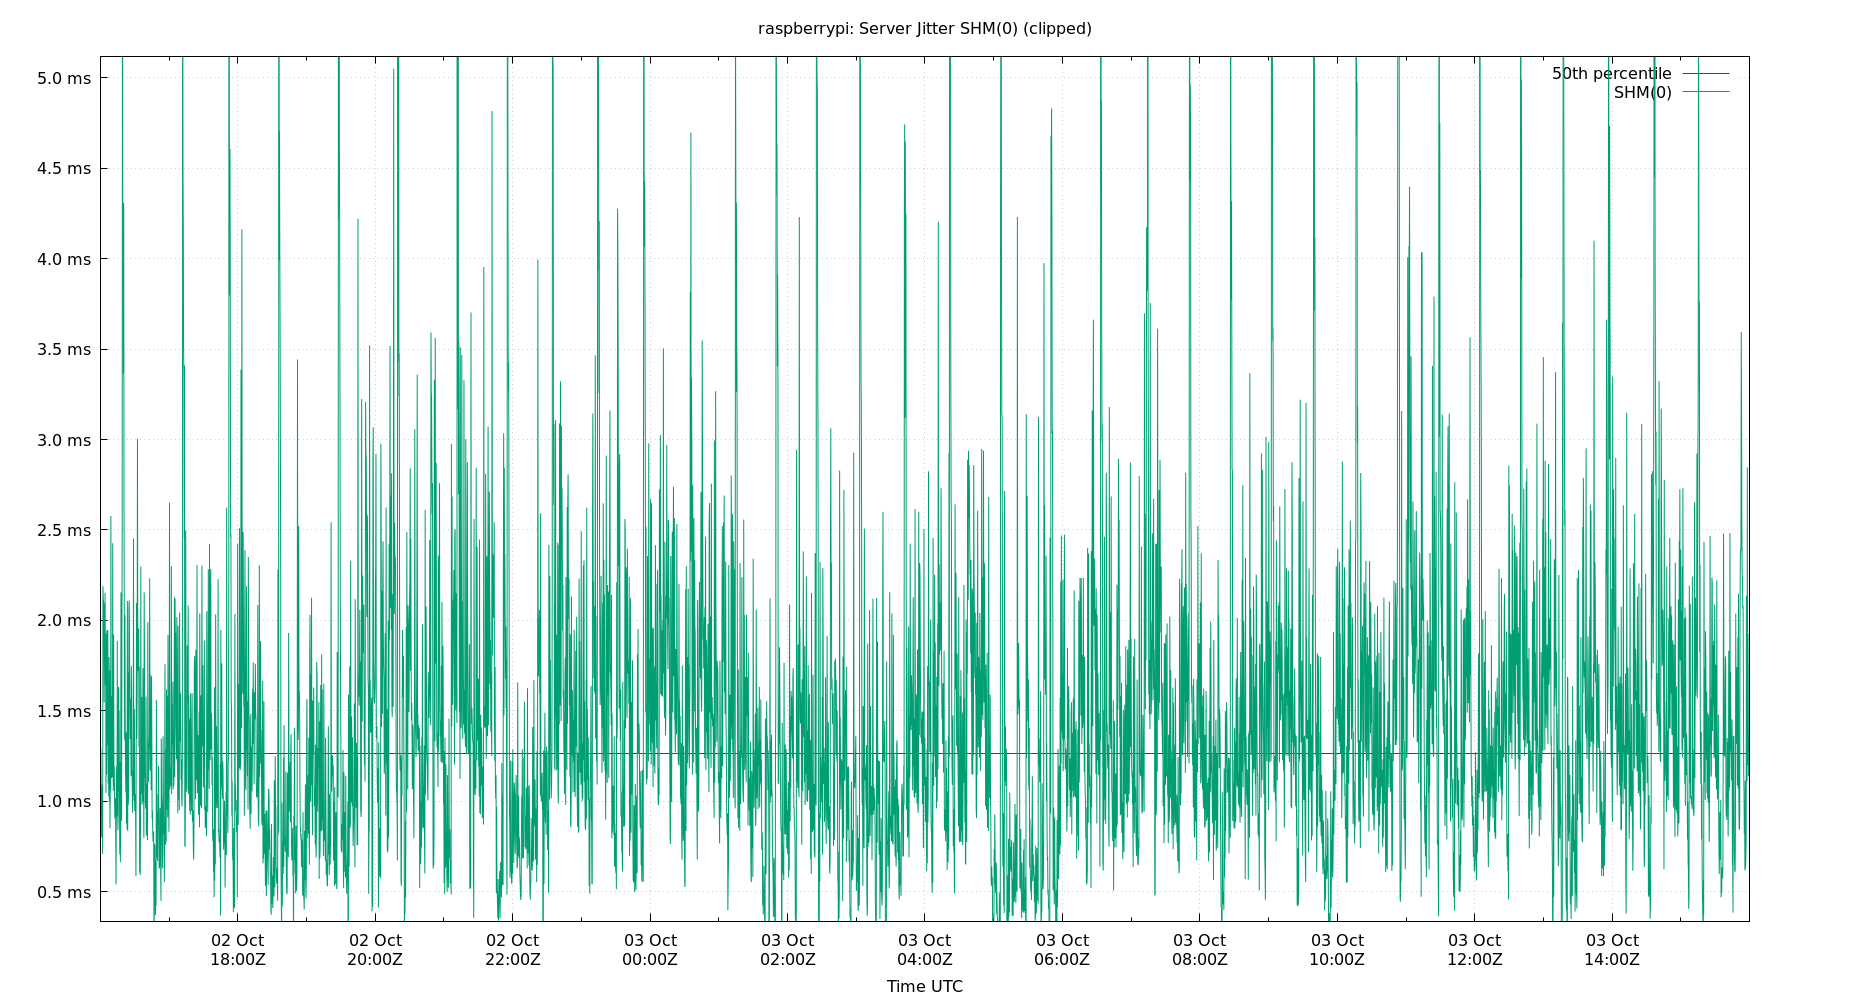 raspberrypi: Server Jitter SHM(0) (clipped)
50th percentile
SHM(0)
5.0 ms
4.5 ms
4.0 ms
3.5 ms
3.0 ms
2.5 ms
2.0 ms
1.5 ms
1.0 ms
0.5 ms
02 Oct 02 Oct 02 Oct 03 Oct 03 Oct 03 Oct 03 Oct 03 Oct 03 Oct 03 Oct 03 Oct
18:00Z 20:00Z 22:00Z 00:00Z 02:00Z 04:00Z 06:00Z 08:00Z 10:00Z 12:00Z 14:00Z
Time UTC